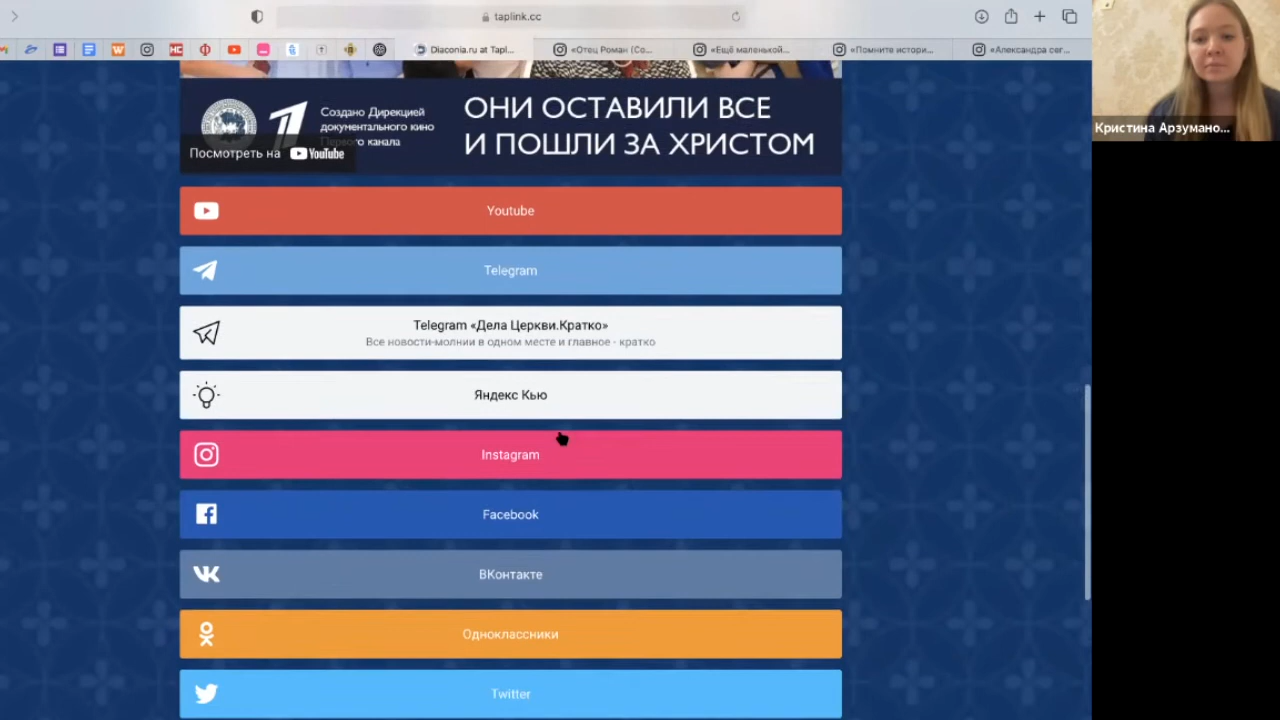 taplink.cc
Diaconia.ru at Tapl...
«Отец Роман (Со...
«Ещё маленькой...
«Помните истори...
«Александра сег...
Создано Дирекцией
документального кино
Первого канала
ОНИ ОСТАВИЛИ ВСЕ
И ПОШЛИ ЗА ХРИСТОМ
Посмотреть на YouTube
Youtube
Telegram
Telegram «Дела Церкви.Кратко»
Все новости-молнии в одном месте и главное - кратко
Яндекс Кью
Instagram
Facebook
ВКонтакте
Одноклассники
Twitter
Кристина Арзумано...